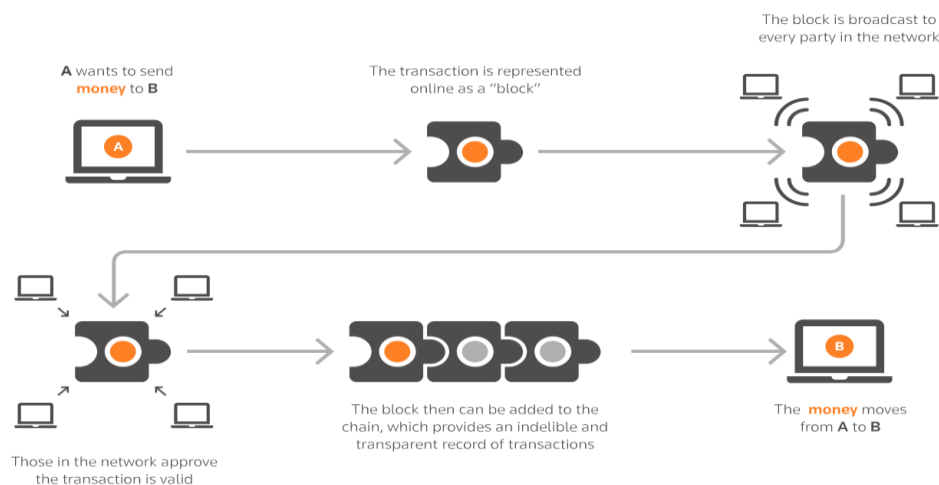 A wants to send
money to B
A
The transaction is represented
online as a "block"
The block is broadcast to
every party in the network
Those in the network approve
the transaction is valid
The block then can be added to the
chain, which provides an indelible and
transparent record of transactions
B
The money moves
from A to B